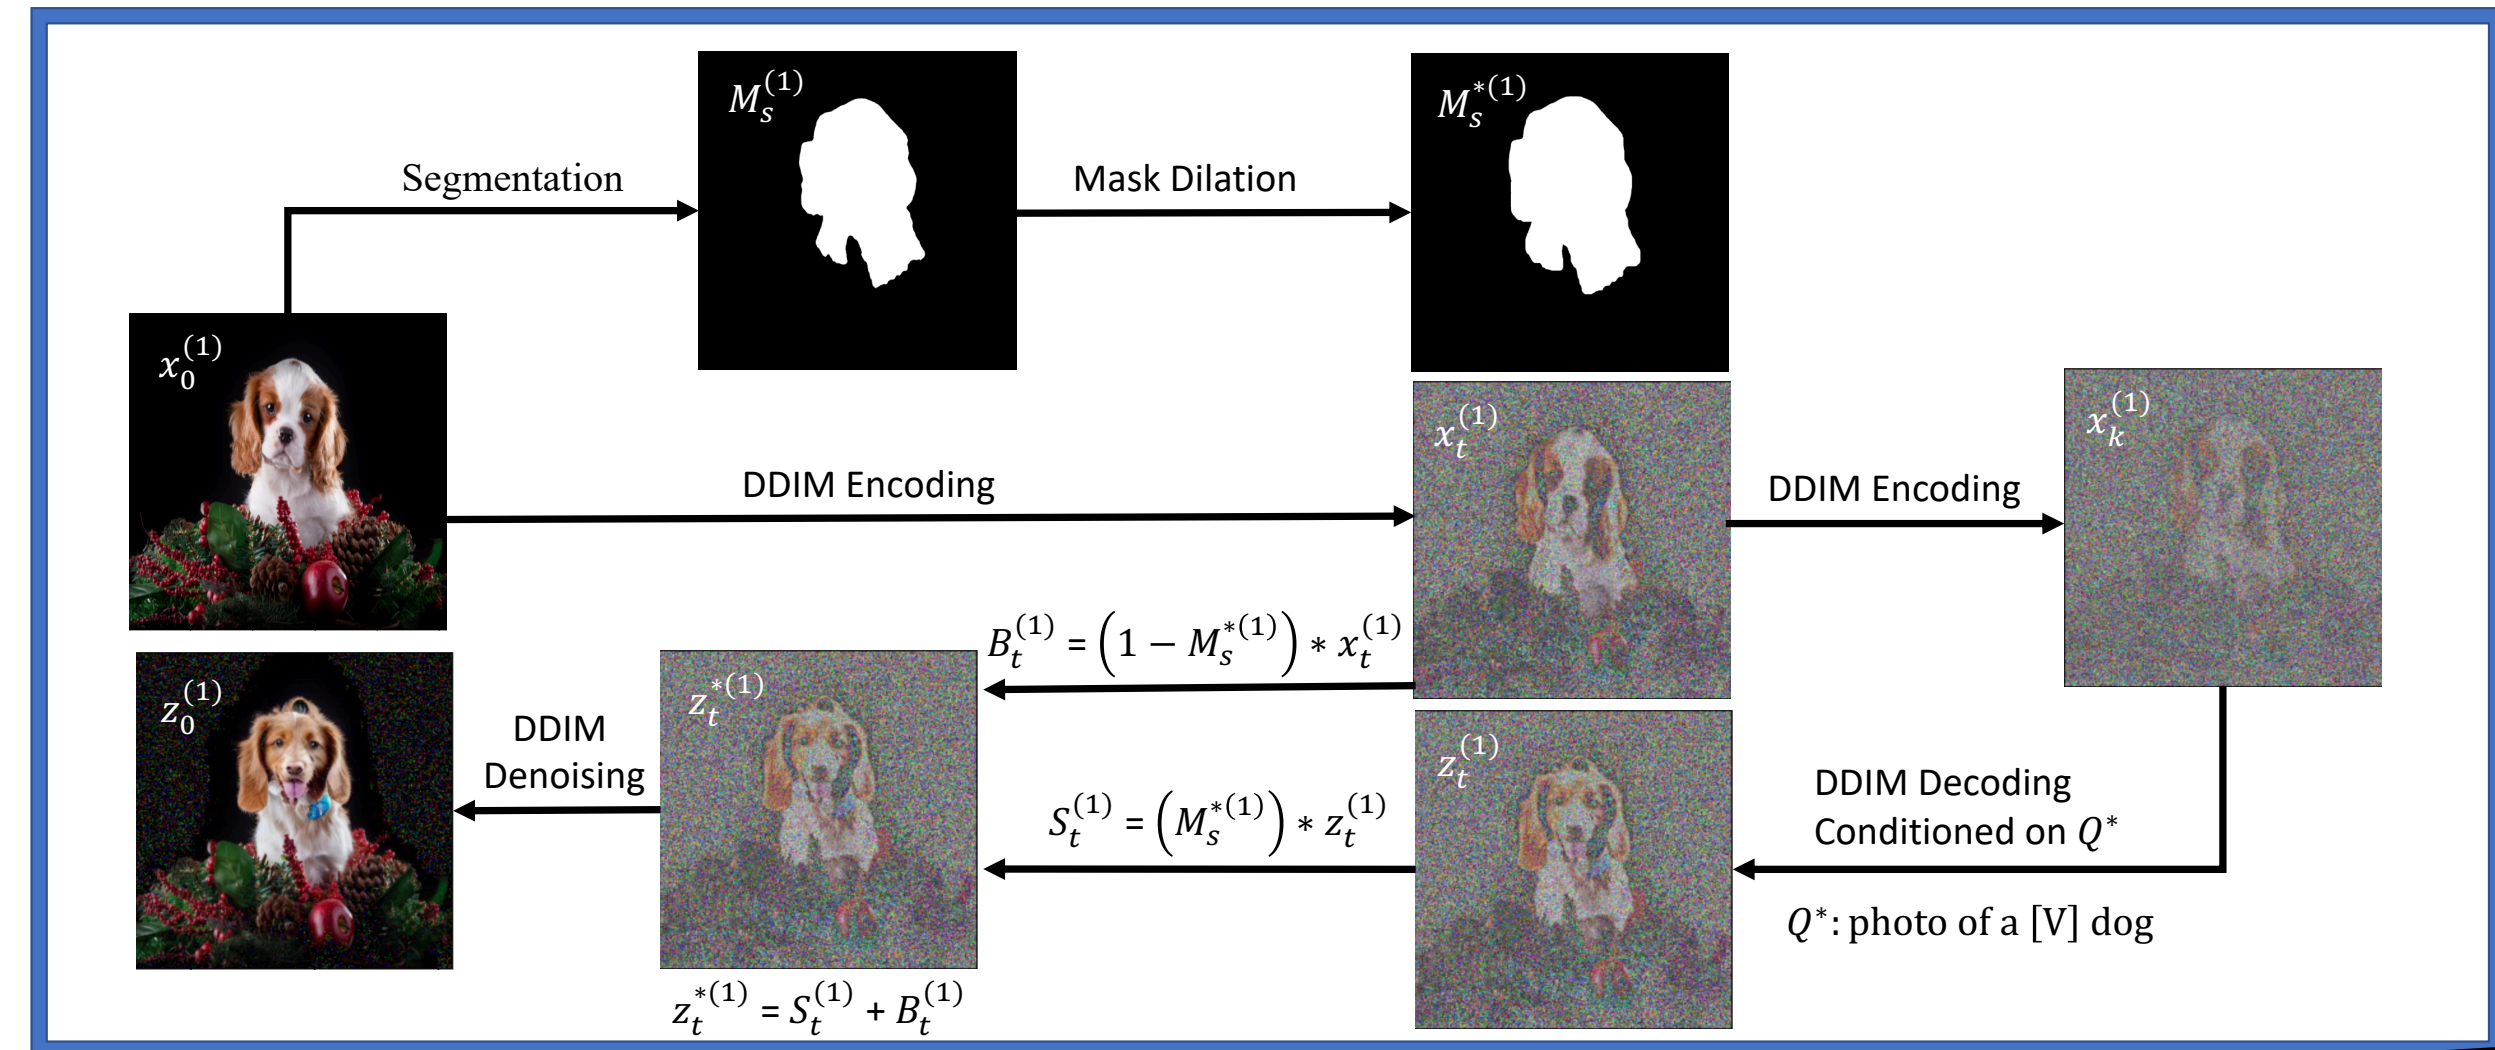 M_s^{(1)}
M_s^{*(1)}
Segmentation
Mask Dilation
x_0^{(1)}
x_t^{(1)}
x_k^{(1)}
DDIM Encoding
DDIM Encoding
B_t^{(1)} = (1 − M_s^{*(1)}) ∗ x_t^{(1)}
z_0^{(1)}
DDIM
Denoising
z_t^{*(1)}
S_t^{(1)} = (M_s^{*(1)}) ∗ z_t^{(1)}
z_t^{(1)}
DDIM Decoding
Conditioned on Q*
Q*: photo of a [V] dog
z_t^{*(1)} = S_t^{(1)} + B_t^{(1)}